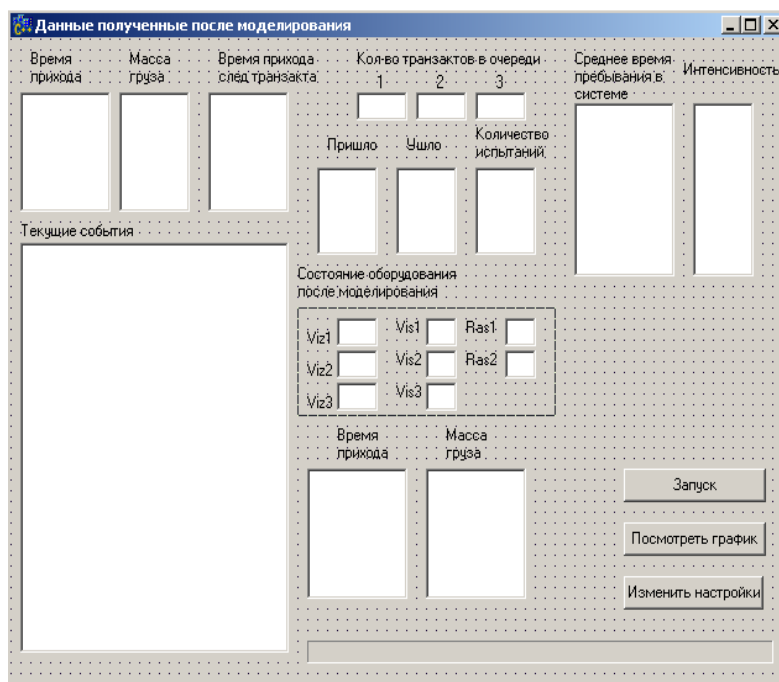 Данные полученные после моделирования
Время прихода
Масса груза
Время прихода след транзакта
Кол-во транзактов в очереди
1 2 3
Среднее время пребывания в системе
Интенсивность
Пришло
Ушло
Количество испытаний
Текущие события
Состояние оборудования
после моделирования
Viz1 Vis1 Ras1
Viz2 Vis2 Ras2
Viz3 Vis3
Время прихода
Масса груза
Запуск
Посмотреть график
Изменить настройки